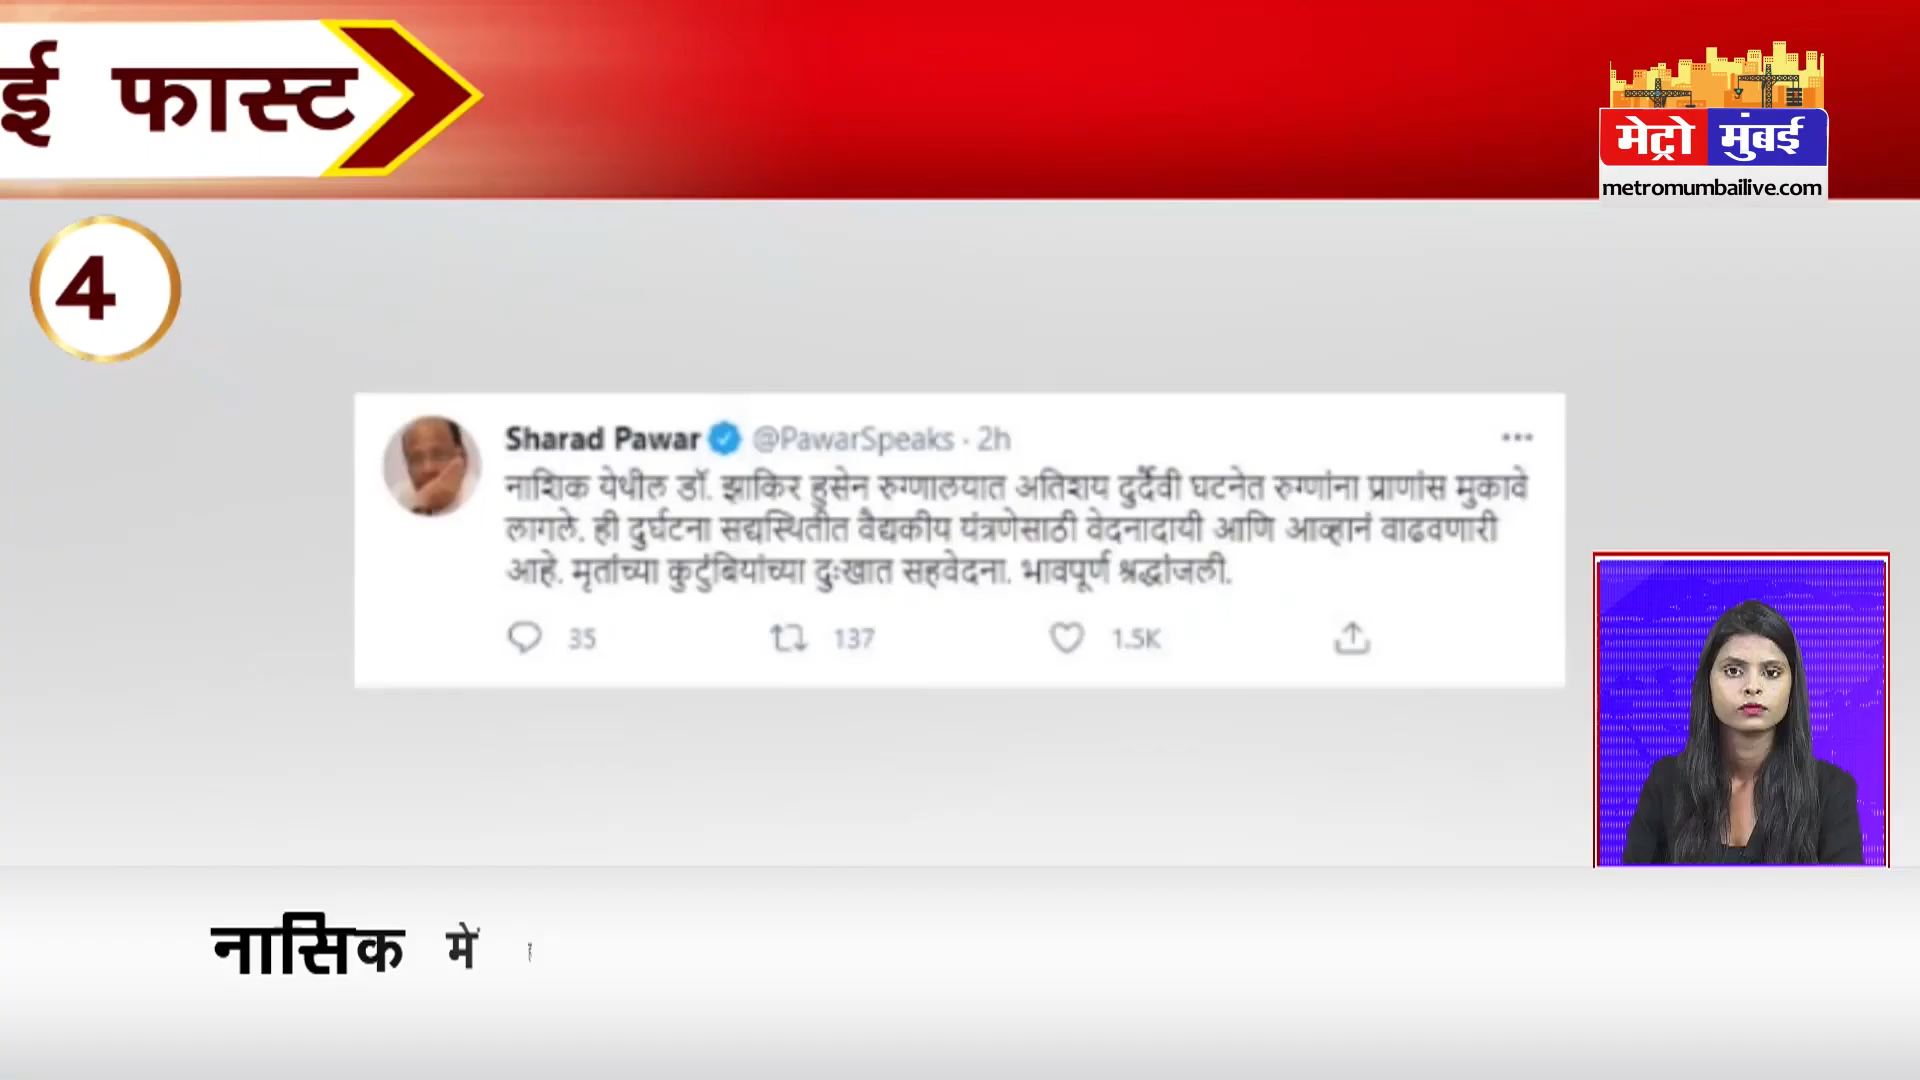 ई फास्ट
मेट्रो मुंबई
metromumbailive.com
4
Sharad Pawar @PawarSpeaks · 2h
नाशिक येथील डॉ. झाकिर हुसेन रुग्णालयात अतिशय दुर्दैवी घटनेत रुग्णांना प्राणांस मुकावे
लागले. ही दुर्घटना सद्यस्थितीत वैद्यकीय यंत्रणेसाठी वेदनादायी आणि आव्हानं वाढवणारी
आहे. मृतांच्या कुटुंबियांच्या दुःखात सहवेदना. भावपूर्ण श्रद्धांजली.
35 137 1.5K
नासिक में